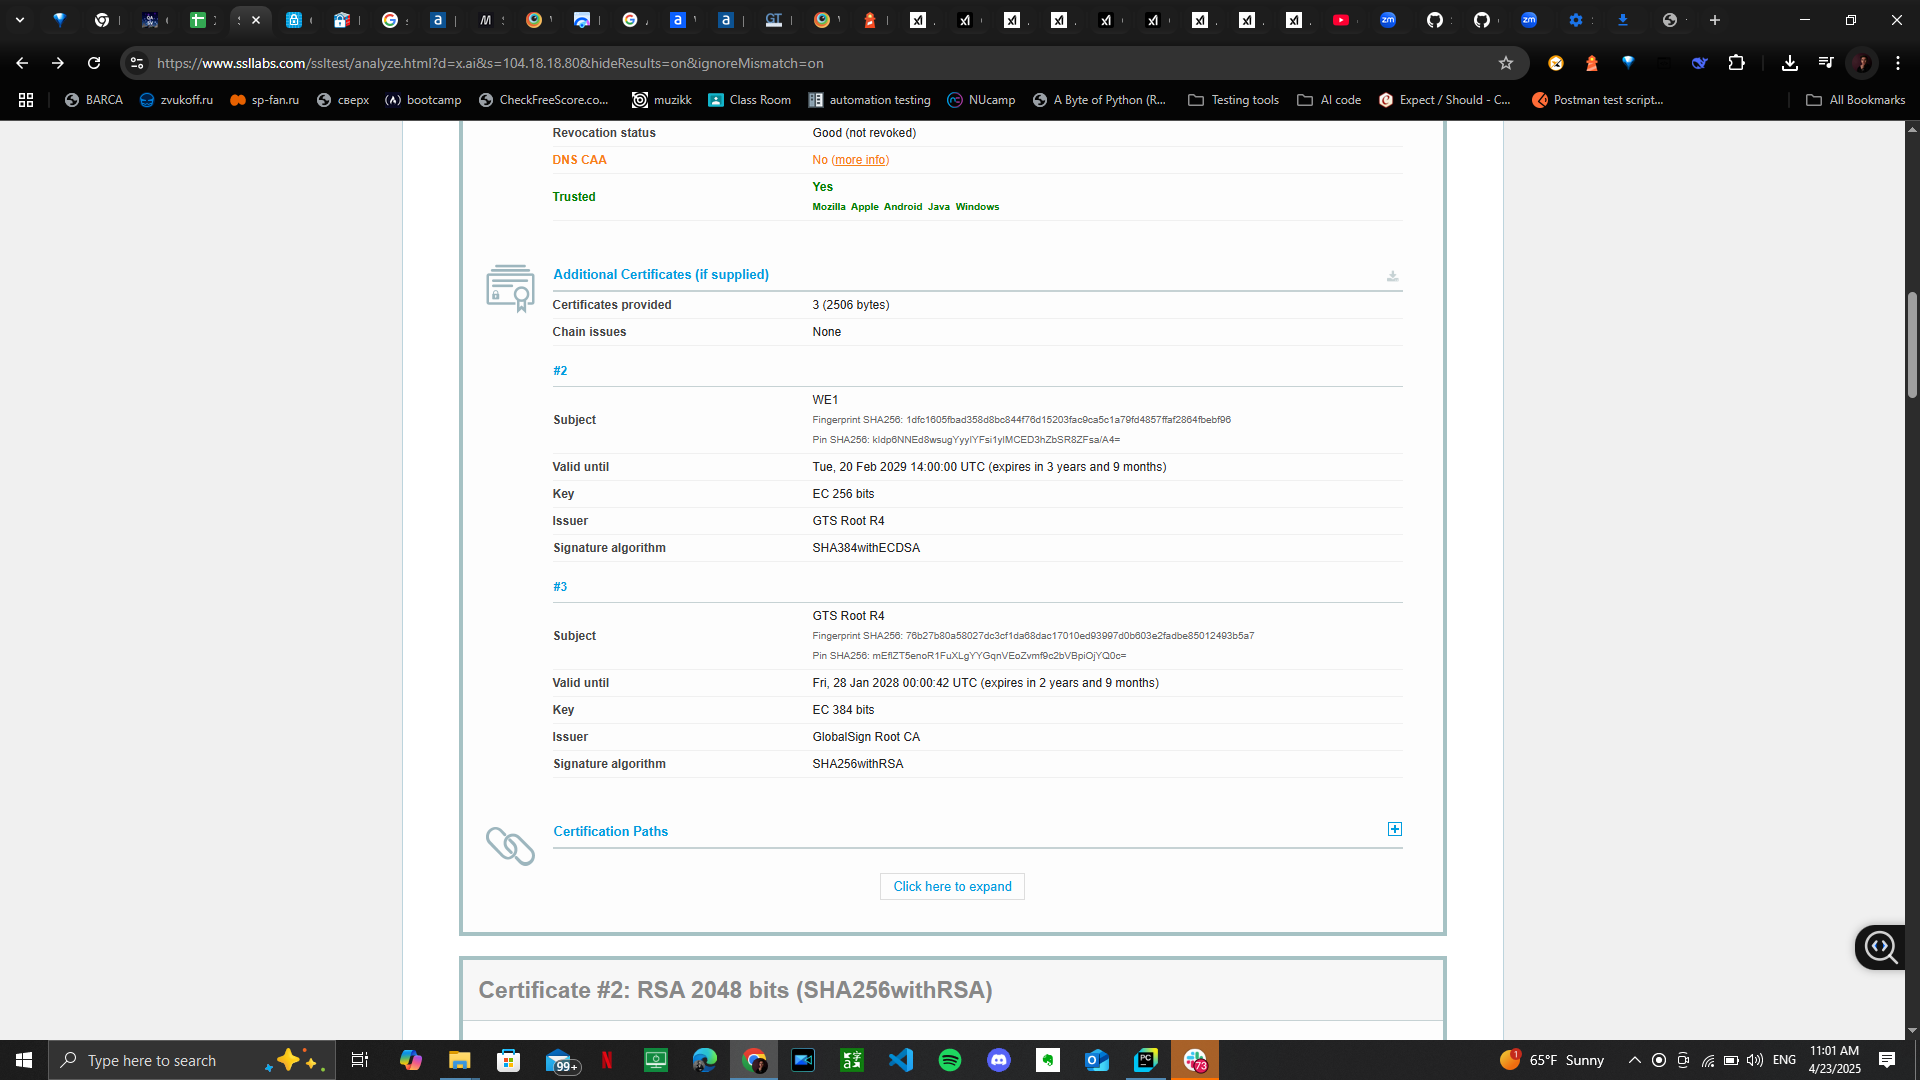 https://www.ssllabs.com/ssltest/analyze.html?d=x.ai&s=104.18.18.80&hideResults=on&ignoreMismatch=on
BARCA zvukoff.ru sp-fan.ru сверх bootcamp CheckFreeScore.co... muzikk Class Room automation testing NUcamp A Byte of Python (R... Testing tools AI code Expect / Should - C... Postman test script... All Bookmarks
Revocation status Good (not revoked)
DNS CAA No (more info)
Trusted Yes
Mozilla Apple Android Java Windows
Additional Certificates (if supplied)
Certificates provided 3 (2506 bytes)
Chain issues None
#2
Subject WE1
Fingerprint SHA256: 1dfc1605fbad358d8bc844f76d15203fac9ca5c1a79fd4857ffaf2864fbebf96
Pin SHA256: kIdp6NNEd8wsugYyyIYFsi1ylMCED3hZbSR8ZFsa/A4=
Valid until Tue, 20 Feb 2029 14:00:00 UTC (expires in 3 years and 9 months)
Key EC 256 bits
Issuer GTS Root R4
Signature algorithm SHA384withECDSA
#3
Subject GTS Root R4
Fingerprint SHA256: 76b27b80a58027dc3cf1da68dac17010ed93997d0b603e2fadbe85012493b5a7
Pin SHA256: mEflZT5enoR1FuXLgYYGqnVEoZvmf9c2bVBpiOjYQ0c=
Valid until Fri, 28 Jan 2028 00:00:42 UTC (expires in 2 years and 9 months)
Key EC 384 bits
Issuer GlobalSign Root CA
Signature algorithm SHA256withRSA
Certification Paths
Click here to expand
Certificate #2: RSA 2048 bits (SHA256withRSA)
Type here to search
99+
73
1
65°F Sunny
ENG
11:01 AM
4/23/2025